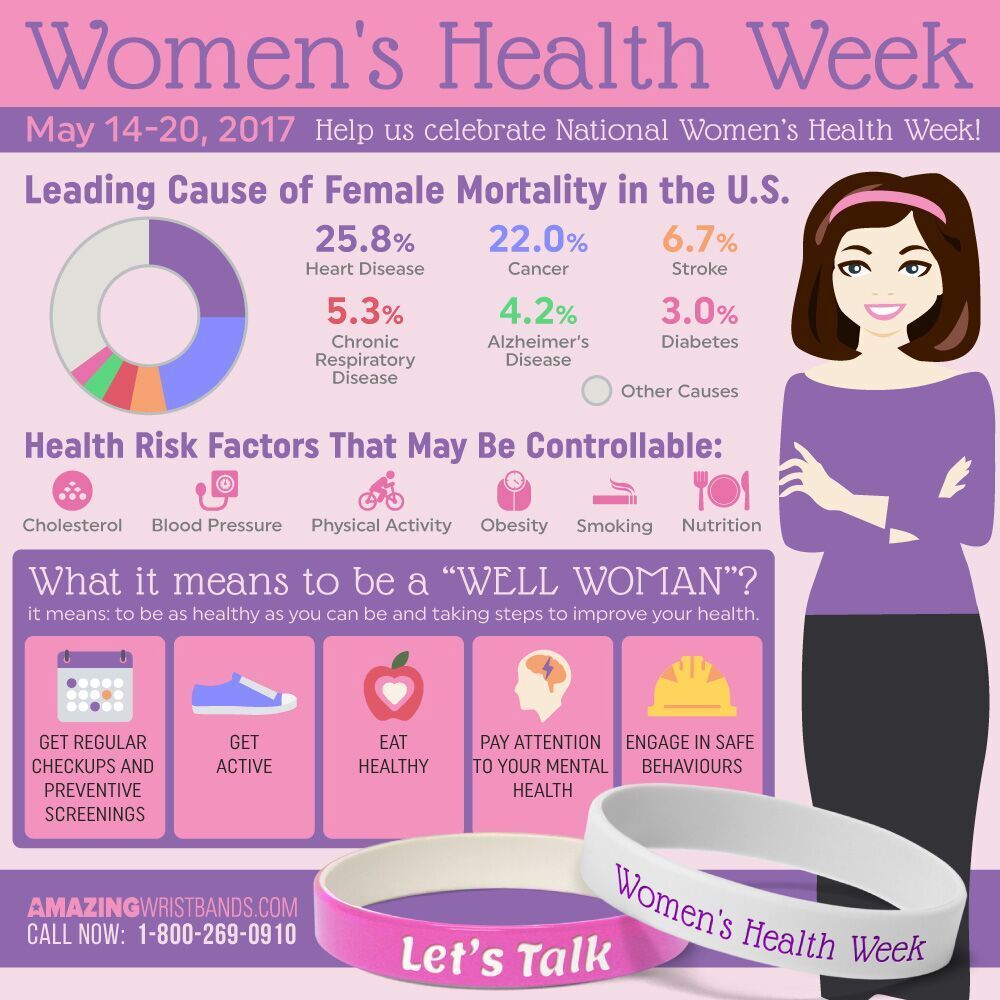 Women's Health Week
May 14-20, 2017 Help us celebrate National Women's Health Week!
Leading Cause of Female Mortality in the U.S.
25.8% 22.0% 6.7%
Heart Disease Cancer Stroke
5.3% 4.2% 3.0%
Chronic Alzheimer's Diabetes
Respiratory Disease
Disease
Other Causes
Health Risk Factors That May Be Controllable:
Cholesterol Blood Pressure Physical Activity Obesity Smoking Nutrition
What it means to be a “WELL WOMAN”?
it means: to be as healthy as you can be and taking steps to improve your health.
GET REGULAR
CHECKUPS AND
PREVENTIVE
SCREENINGS
GET
ACTIVE
EAT
HEALTHY
PAY ATTENTION
TO YOUR MENTAL
HEALTH
ENGAGE IN SAFE
BEHAVIOURS
AMAZINGWRISTBANDS.COM
CALL NOW: 1-800-269-0910
Let's Talk
Women's Health Week